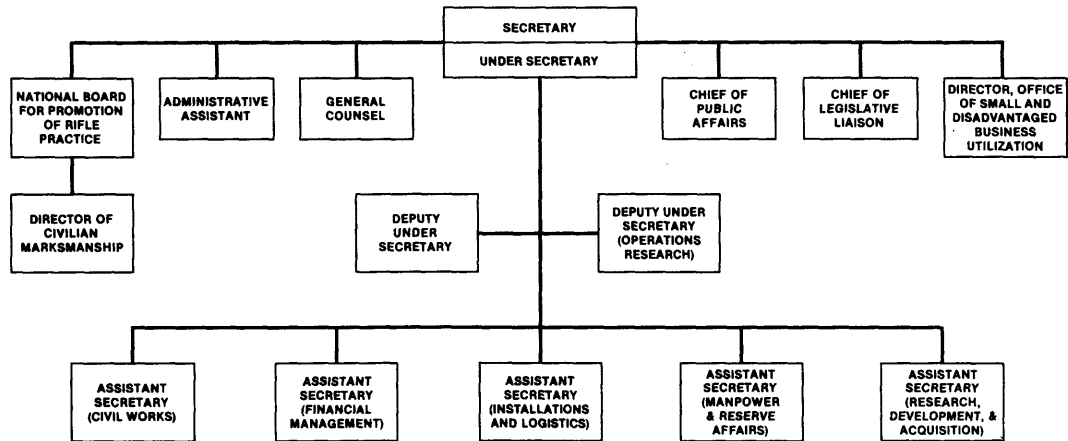 SECRETARY
UNDER SECRETARY
NATIONAL BOARD
FOR PROMOTION
OF RIFLE
PRACTICE
ADMINISTRATIVE
ASSISTANT
GENERAL
COUNSEL
CHIEF OF
PUBLIC
AFFAIRS
CHIEF OF
LEGISLATIVE
LIAISON
DIRECTOR, OFFICE
OF SMALL AND
DISADVANTAGED
BUSINESS
UTILIZATION
DIRECTOR OF
CIVILIAN
MARKSMANSHIP
DEPUTY
UNDER
SECRETARY
DEPUTY UNDER
SECRETARY
(OPERATIONS
RESEARCH)
ASSISTANT
SECRETARY
(CIVIL WORKS)
ASSISTANT
SECRETARY
(FINANCIAL
MANAGEMENT)
ASSISTANT
SECRETARY
(INSTALLATIONS
AND LOGISTICS)
ASSISTANT
SECRETARY
(MANPOWER
& RESERVE
AFFAIRS)
ASSISTANT
SECRETARY
(RESEARCH,
DEVELOPMENT, &
ACQUISITION)